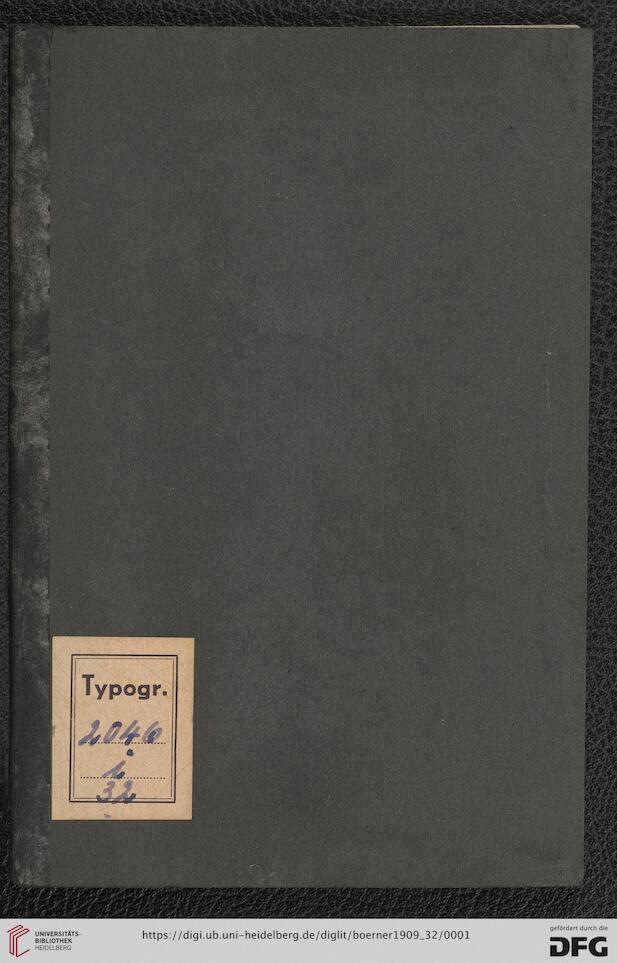 Typogr.
2046
i
32
UNIVERSITÄTS-
BIBLIOTHEK
HEIDELBERG
https://digi.ub.uni-heidelberg.de/diglit/boerner1909_32/0001
gefördert durch die
DFG